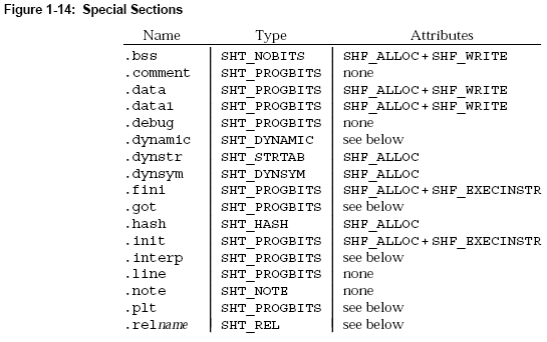 Figure 1-14: Special Sections
Name Type Attributes
.bss SHT_NOBITS SHF_ALLOC + SHF_WRITE
.comment SHT_PROGBITS none
.data SHT_PROGBITS SHF_ALLOC + SHF_WRITE
.data1 SHT_PROGBITS SHF_ALLOC + SHF_WRITE
.debug SHT_PROGBITS none
.dynamic SHT_DYNAMIC see below
.dynstr SHT_STRTAB SHF_ALLOC
.dynsym SHT_DYNSYM SHF_ALLOC
.fini SHT_PROGBITS SHF_ALLOC + SHF_EXECINSTR
.got SHT_PROGBITS see below
.hash SHT_HASH SHF_ALLOC
.init SHT_PROGBITS SHF_ALLOC + SHF_EXECINSTR
.interp SHT_PROGBITS see below
.line SHT_PROGBITS none
.note SHT_NOTE none
.plt SHT_PROGBITS see below
.relname SHT_REL see below